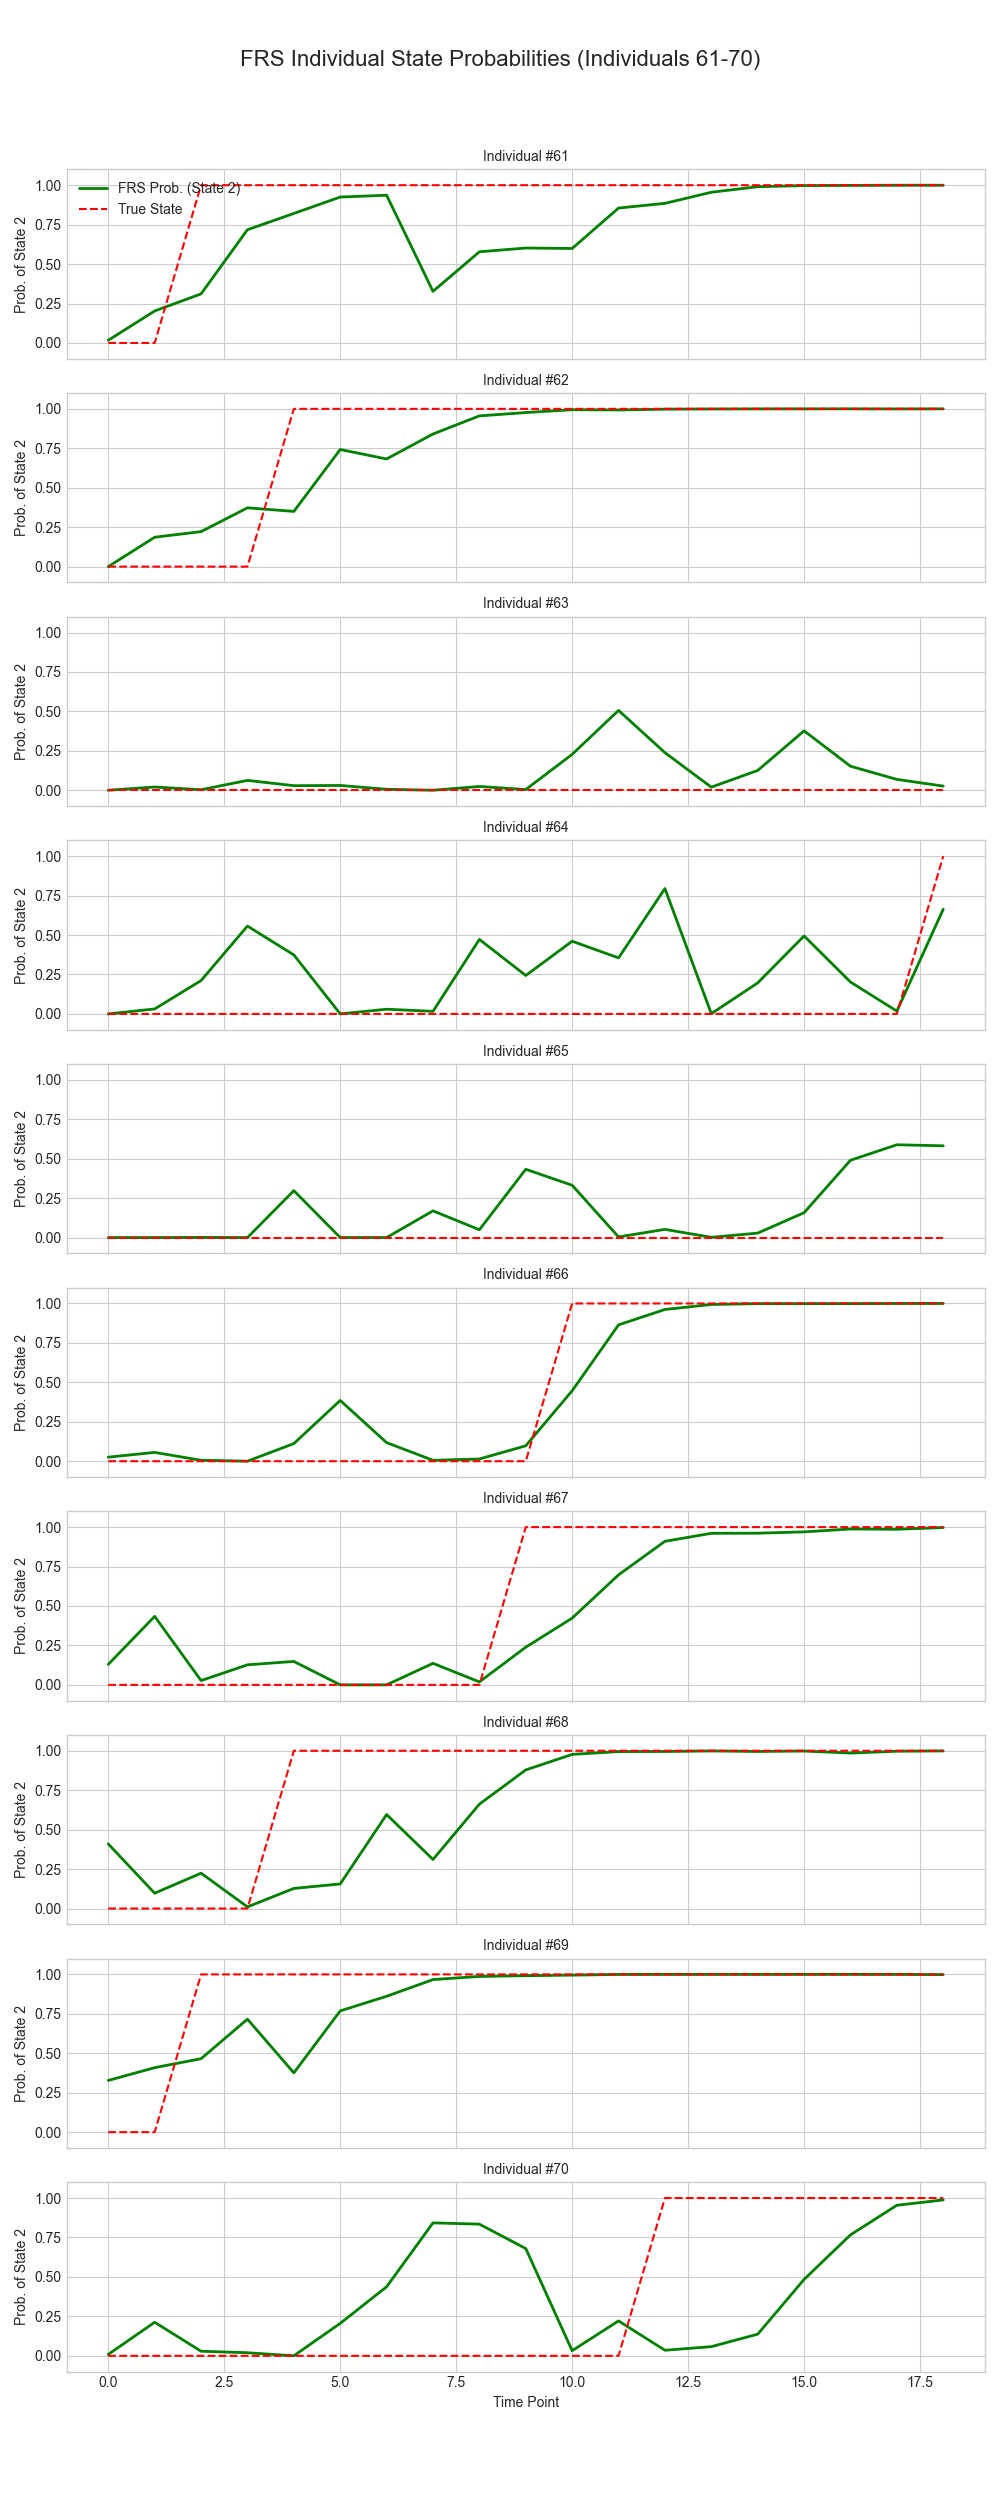 FRS Individual State Probabilities (Individuals 61-70)
Individual #61
FRS Prob. (State 2)
True State
1.00
0.75
0.50
0.25
0.00
Prob. of State 2
Individual #62
1.00
0.75
0.50
0.25
0.00
Prob. of State 2
Individual #63
1.00
0.75
0.50
0.25
0.00
Prob. of State 2
Individual #64
1.00
0.75
0.50
0.25
0.00
Prob. of State 2
Individual #65
1.00
0.75
0.50
0.25
0.00
Prob. of State 2
Individual #66
1.00
0.75
0.50
0.25
0.00
Prob. of State 2
Individual #67
1.00
0.75
0.50
0.25
0.00
Prob. of State 2
Individual #68
1.00
0.75
0.50
0.25
0.00
Prob. of State 2
Individual #69
1.00
0.75
0.50
0.25
0.00
Prob. of State 2
Individual #70
1.00
0.75
0.50
0.25
0.00
Prob. of State 2
0.0 2.5 5.0 7.5 10.0 12.5 15.0 17.5
Time Point